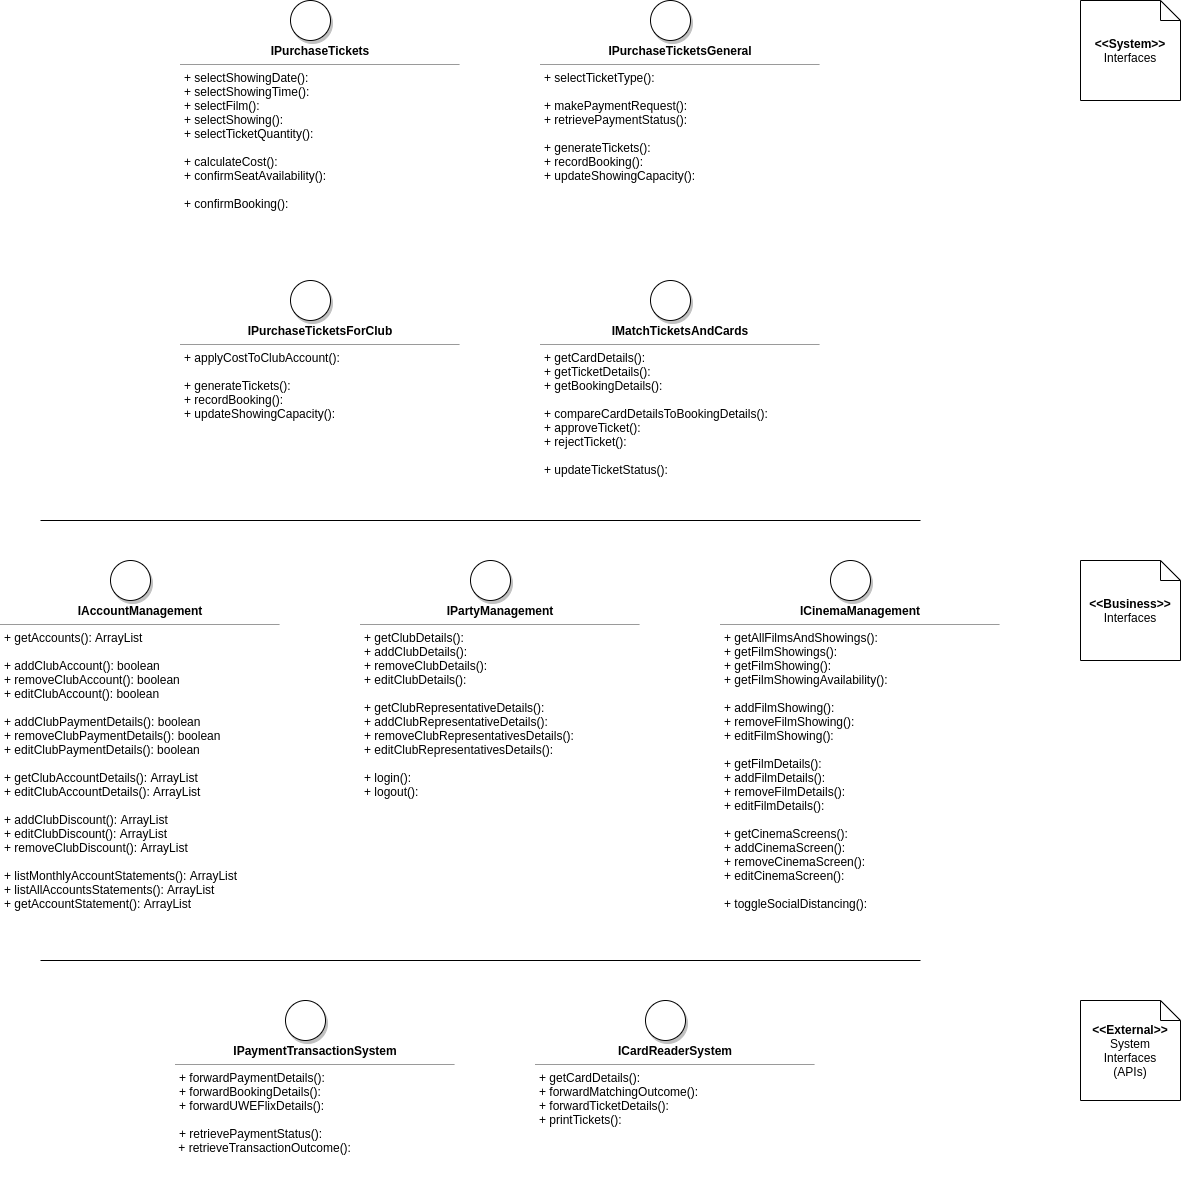 IPurchaseTickets
+ selectShowingDate():
+ selectShowingTime():
+ selectFilm():
+ selectShowing():
+ selectTicketQuantity():
+ calculateCost():
+ confirmSeatAvailability():
+ confirmBooking():
IPurchaseTicketsGeneral
+ selectTicketType():
+ makePaymentRequest():
+ retrievePaymentStatus():
+ generateTickets():
+ recordBooking():
+ updateShowingCapacity():
<<System>>
Interfaces
IPurchaseTicketsForClub
+ applyCostToClubAccount():
+ generateTickets():
+ recordBooking():
+ updateShowingCapacity():
IMatchTicketsAndCards
+ getCardDetails():
+ getTicketDetails():
+ getBookingDetails():
+ compareCardDetailsToBookingDetails():
+ approveTicket():
+ rejectTicket():
+ updateTicketStatus():
IAccountManagement
+ getAccounts(): ArrayList
+ addClubAccount(): boolean
+ removeClubAccount(): boolean
+ editClubAccount(): boolean
+ addClubPaymentDetails(): boolean
+ removeClubPaymentDetails(): boolean
+ editClubPaymentDetails(): boolean
+ getClubAccountDetails(): ArrayList
+ editClubAccountDetails(): ArrayList
+ addClubDiscount(): ArrayList
+ editClubDiscount(): ArrayList
+ removeClubDiscount(): ArrayList
+ listMonthlyAccountStatements(): ArrayList
+ listAllAccountsStatements(): ArrayList
+ getAccountStatement(): ArrayList
IPartyManagement
+ getClubDetails():
+ addClubDetails():
+ removeClubDetails():
+ editClubDetails():
+ getClubRepresentativeDetails():
+ addClubRepresentativeDetails():
+ removeClubRepresentativesDetails():
+ editClubRepresentativesDetails():
+ login():
+ logout():
ICinemaManagement
+ getAllFilmsAndShowings():
+ getFilmShowings():
+ getFilmShowing():
+ getFilmShowingAvailability():
+ addFilmShowing():
+ removeFilmShowing():
+ editFilmShowing():
+ getFilmDetails():
+ addFilmDetails():
+ removeFilmDetails():
+ editFilmDetails():
+ getCinemaScreens():
+ addCinemaScreen():
+ removeCinemaScreen():
+ editCinemaScreen():
+ toggleSocialDistancing():
<<Business>>
Interfaces
IPaymentTransactionSystem
+ forwardPaymentDetails():
+ forwardBookingDetails():
+ forwardUWEFlixDetails():
+ retrievePaymentStatus():
+ retrieveTransactionOutcome():
ICardReaderSystem
+ getCardDetails():
+ forwardMatchingOutcome():
+ forwardTicketDetails():
+ printTickets():
<<External>>
System
Interfaces
(APIs)